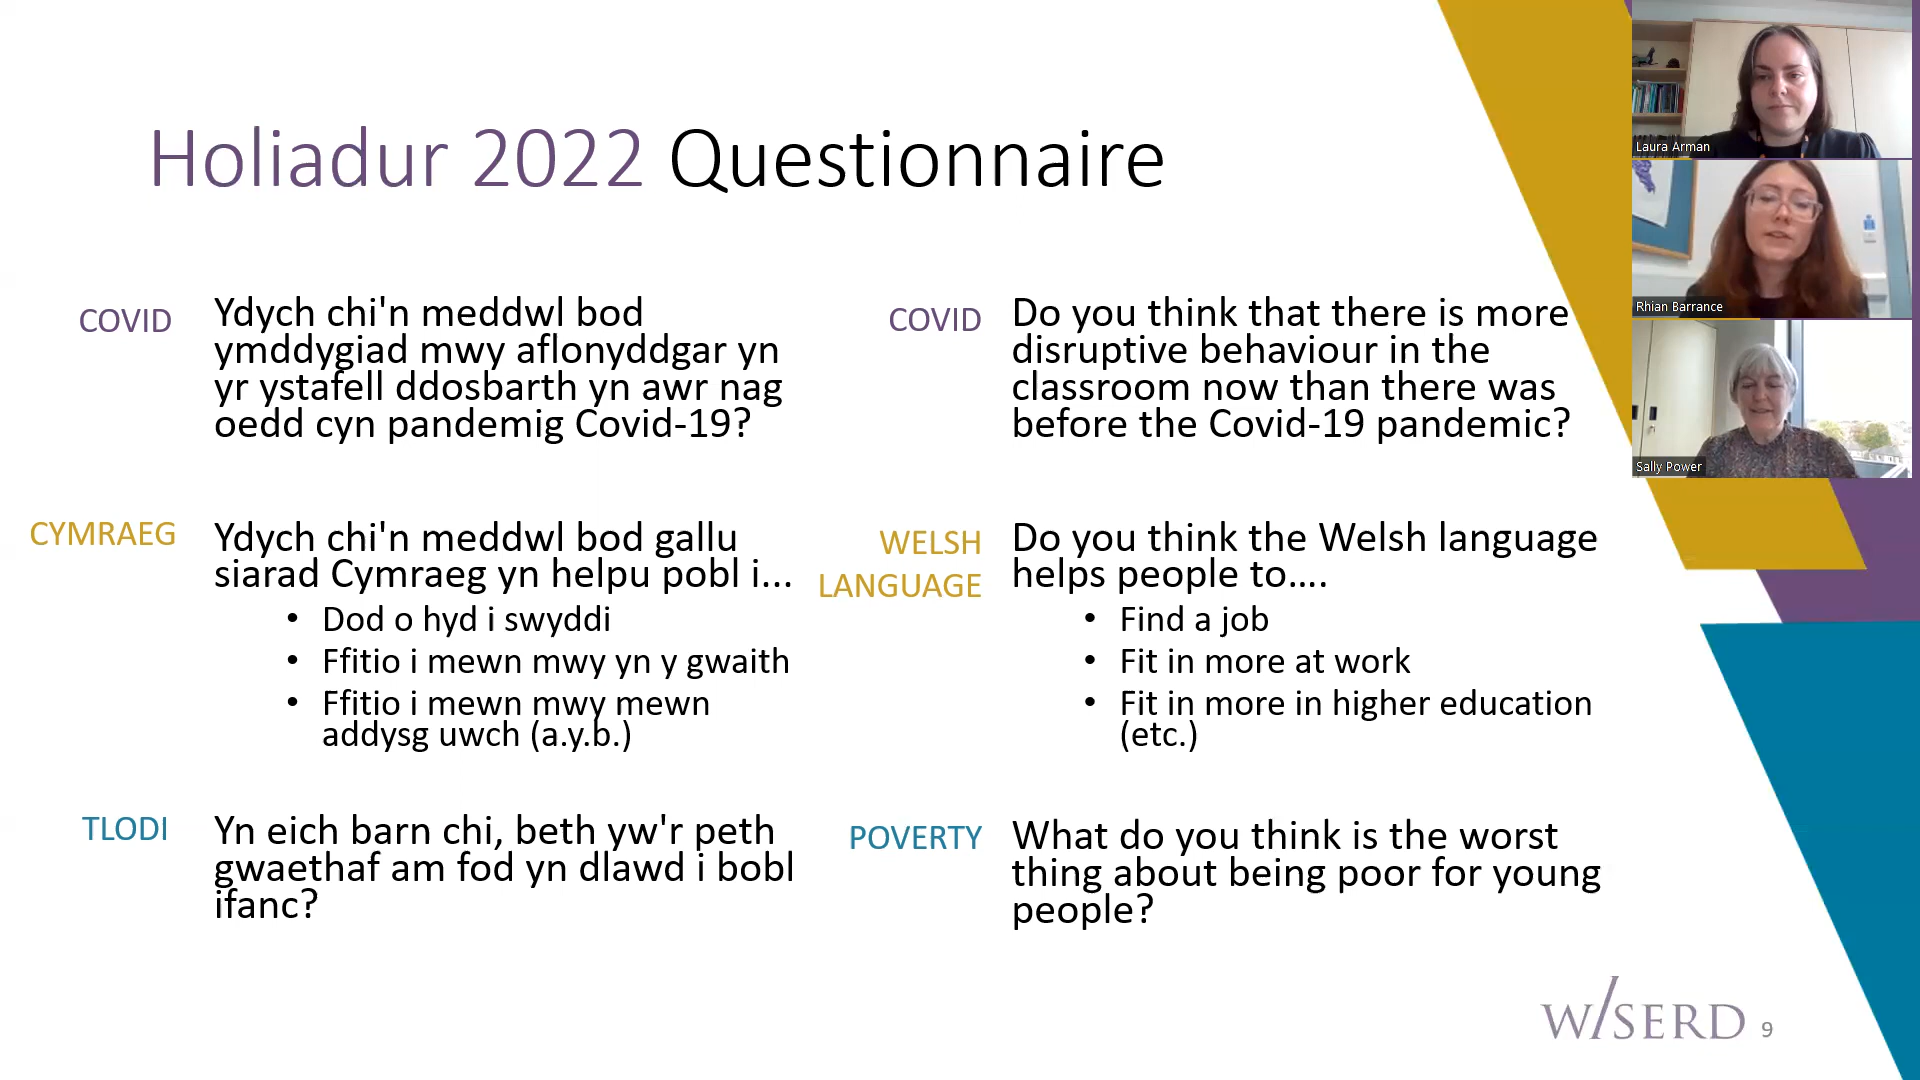 Holiadur 2022 Questionnaire
COVID
Ydych chi'n meddwl bod
ymddygiad mwy aflonyddgar yn
yr ystafell ddosbarth yn awr nag
oedd cyn pandemig Covid-19?
CYMRAEG
Ydych chi'n meddwl bod gallu
siarad Cymraeg yn helpu pobl i...
• Dod o hyd i swyddi
• Ffitio i mewn mwy yn y gwaith
• Ffitio i mewn mwy mewn
addysg uwch (a.y.b.)
TLODI
Yn eich barn chi, beth yw'r peth
gwaethaf am fod yn dlawd i bobl
ifanc?
COVID
Do you think that there is more
disruptive behaviour in the
classroom now than there was
before the Covid-19 pandemic?
WELSH
LANGUAGE
Do you think the Welsh language
helps people to....
• Find a job
• Fit in more at work
• Fit in more in higher education
(etc.)
POVERTY
What do you think is the worst
thing about being poor for young
people?
Laura Arman
Rhian Barrance
Sally Power
WISERD
9